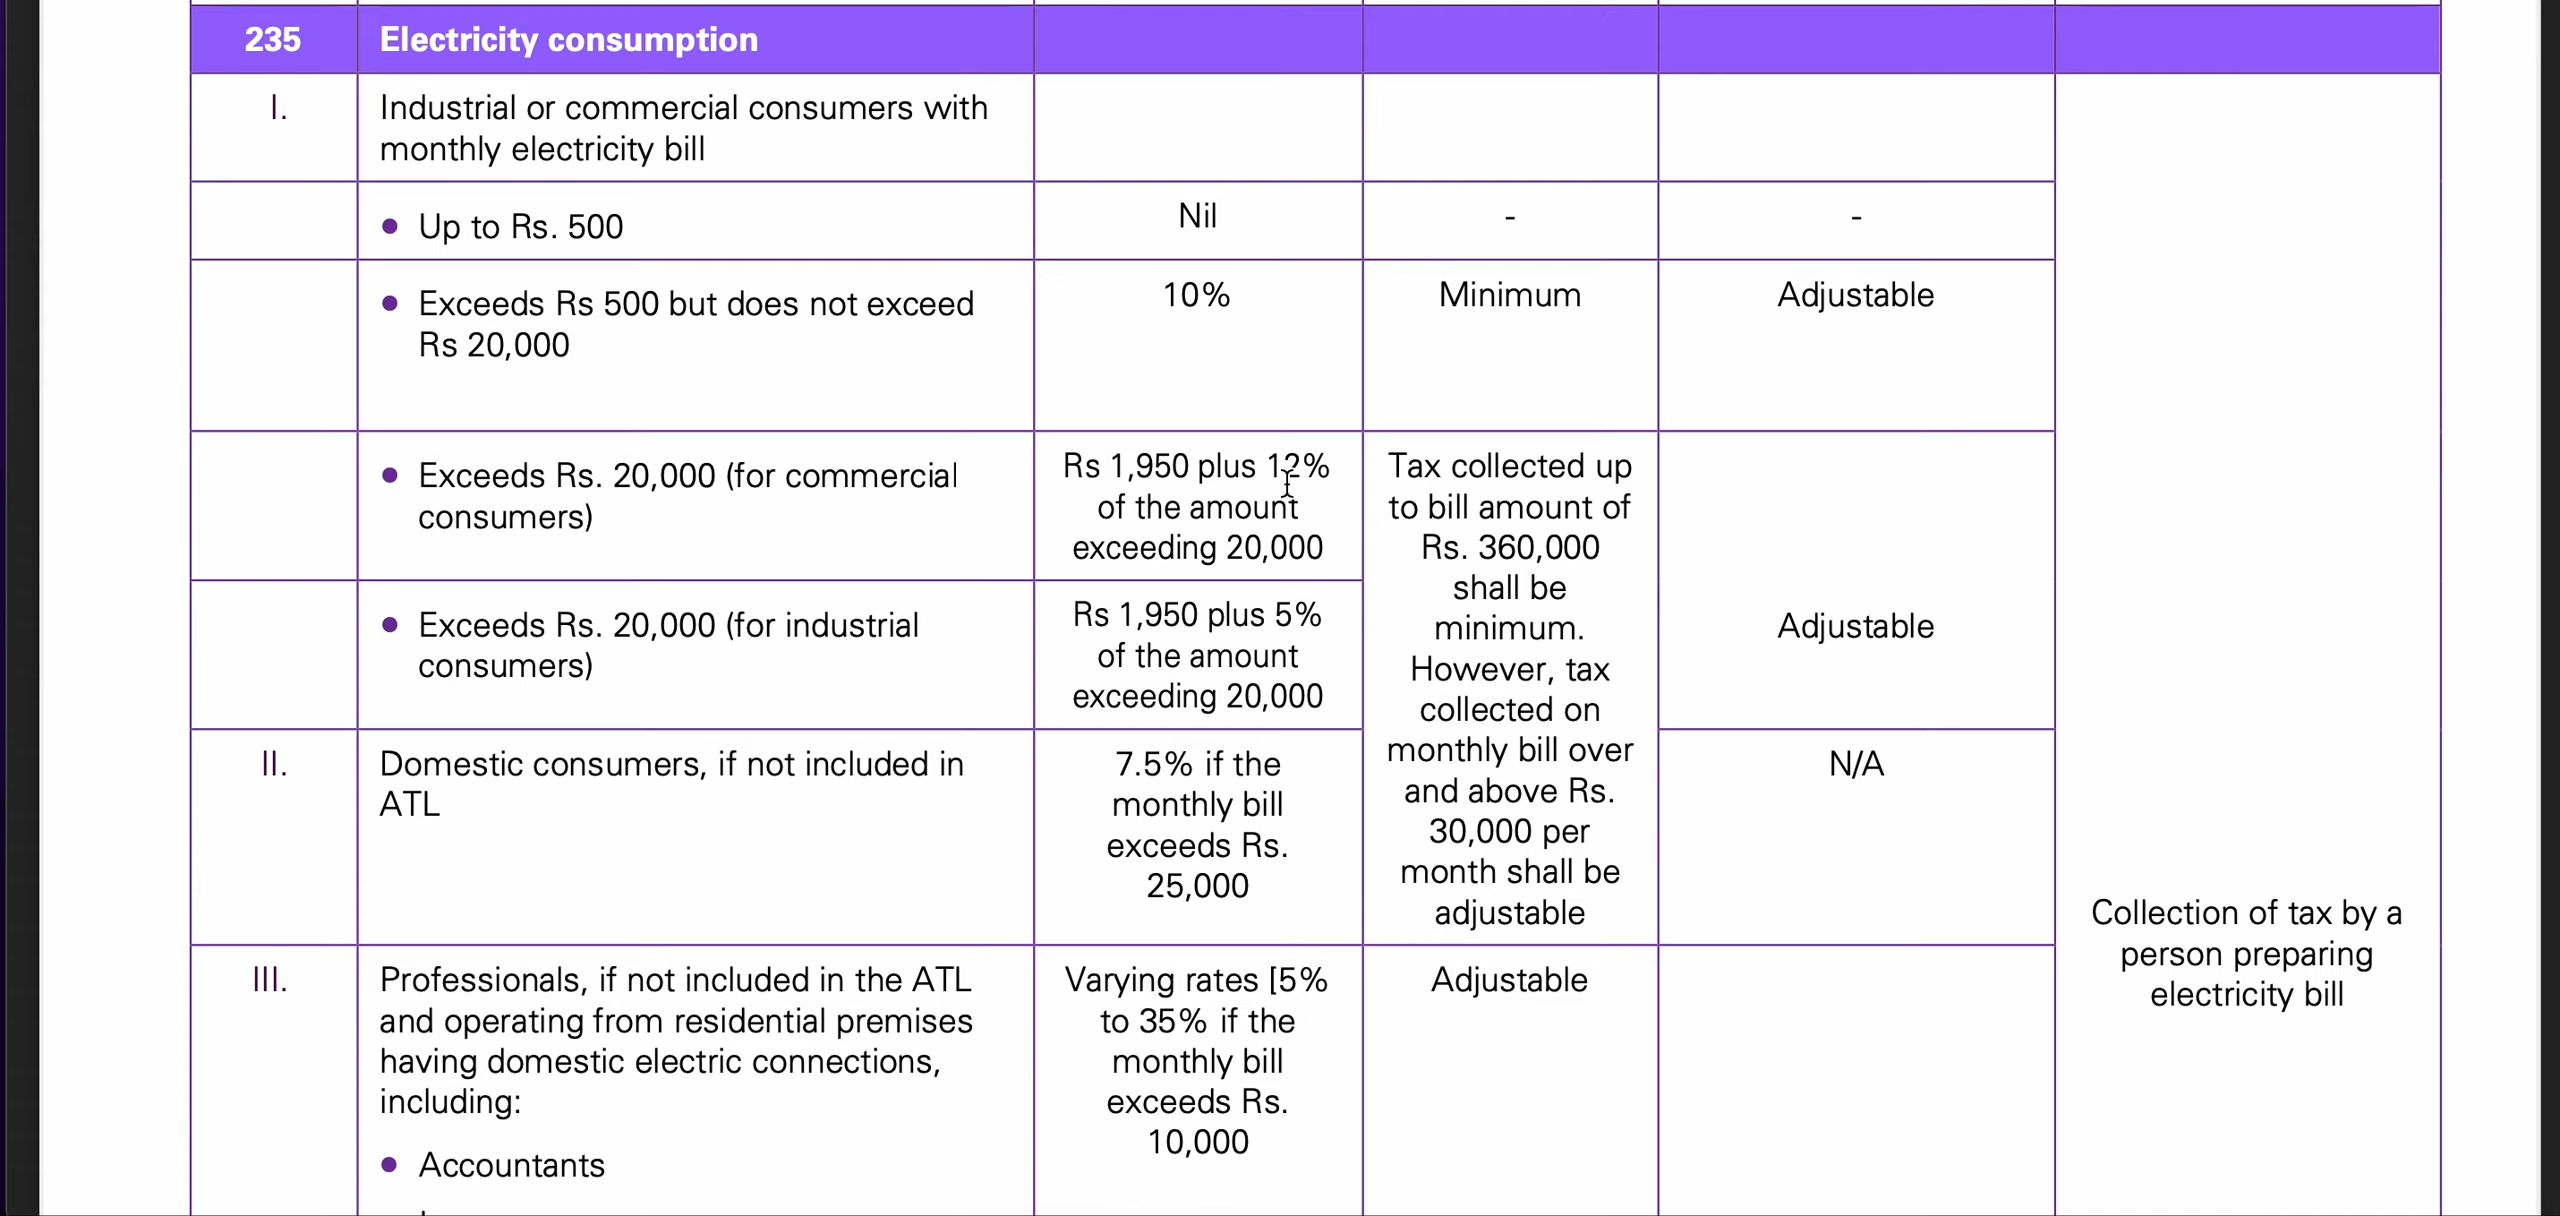 235 Electricity consumption
I. Industrial or commercial consumers with
monthly electricity bill
• Up to Rs. 500 Nil - -
• Exceeds Rs 500 but does not exceed
Rs 20,000
10% Minimum Adjustable
• Exceeds Rs. 20,000 (for commercial
consumers)
Rs 1,950 plus 12%
of the amount
exceeding 20,000
• Exceeds Rs. 20,000 (for industrial
consumers)
Rs 1,950 plus 5%
of the amount
exceeding 20,000
Tax collected up
to bill amount of
Rs. 360,000
shall be
minimum.
However, tax
collected on
monthly bill over
and above Rs.
30,000 per
month shall be
adjustable
Adjustable
II. Domestic consumers, if not included in
ATL
7.5% if the
monthly bill
exceeds Rs.
25,000
N/A
III. Professionals, if not included in the ATL
and operating from residential premises
having domestic electric connections,
including:
• Accountants
Varying rates [5%
to 35% if the
monthly bill
exceeds Rs.
10,000
Adjustable
Collection of tax by a
person preparing
electricity bill